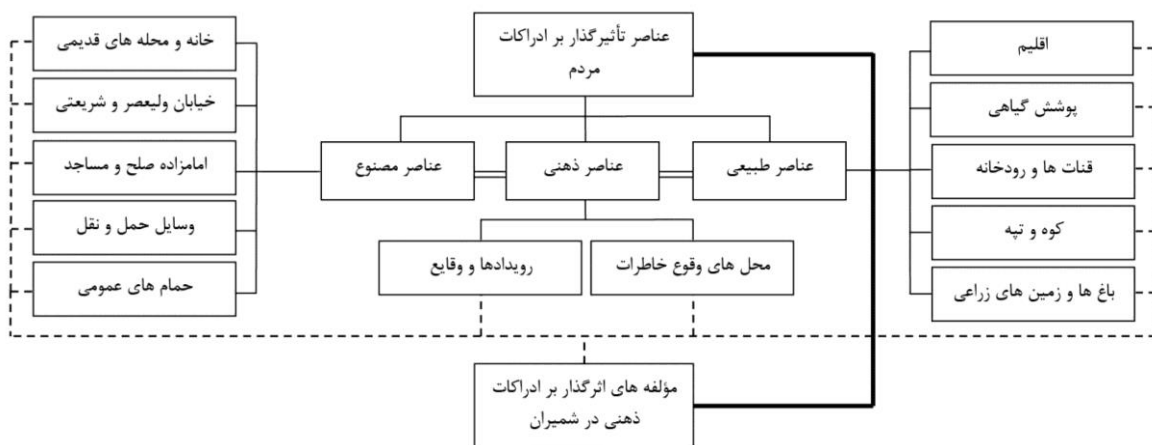 عناصر تأثیرگذار بر ادراکات
مردم
اقلیم
پوشش گیاهی
قنات ها و رودخانه
کوه و تپه
باغ ها و زمین های زراعی
عناصر طبیعی
عناصر ذهنی
عناصر مصنوع
محل های وقوع خاطرات
رویدادها و وقایع
خانه و محله های قدیمی
خیابان ولیعصر و شریعتی
امامزاده صلح و مساجد
وسایل حمل و نقل
حمام های عمومی
مؤلفه های اثرگذار بر ادراکات
ذهنی در شمیران